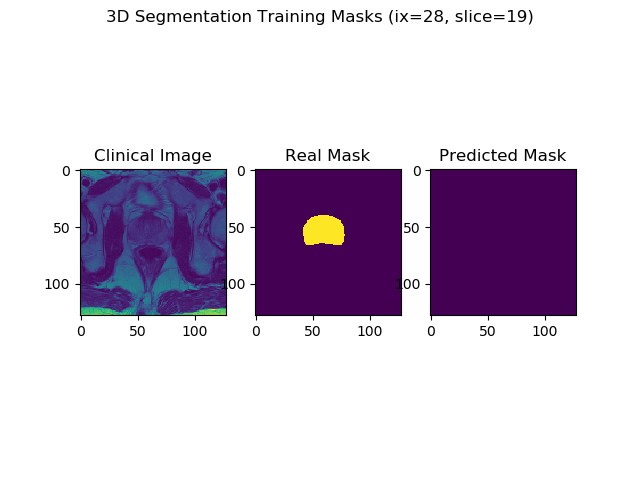 3D Segmentation Training Masks (ix=28, slice=19)
Clinical Image Real Mask Predicted Mask
0 0 0
50 50 50
100 100 100
0 50 100 0 50 100 0 50 100